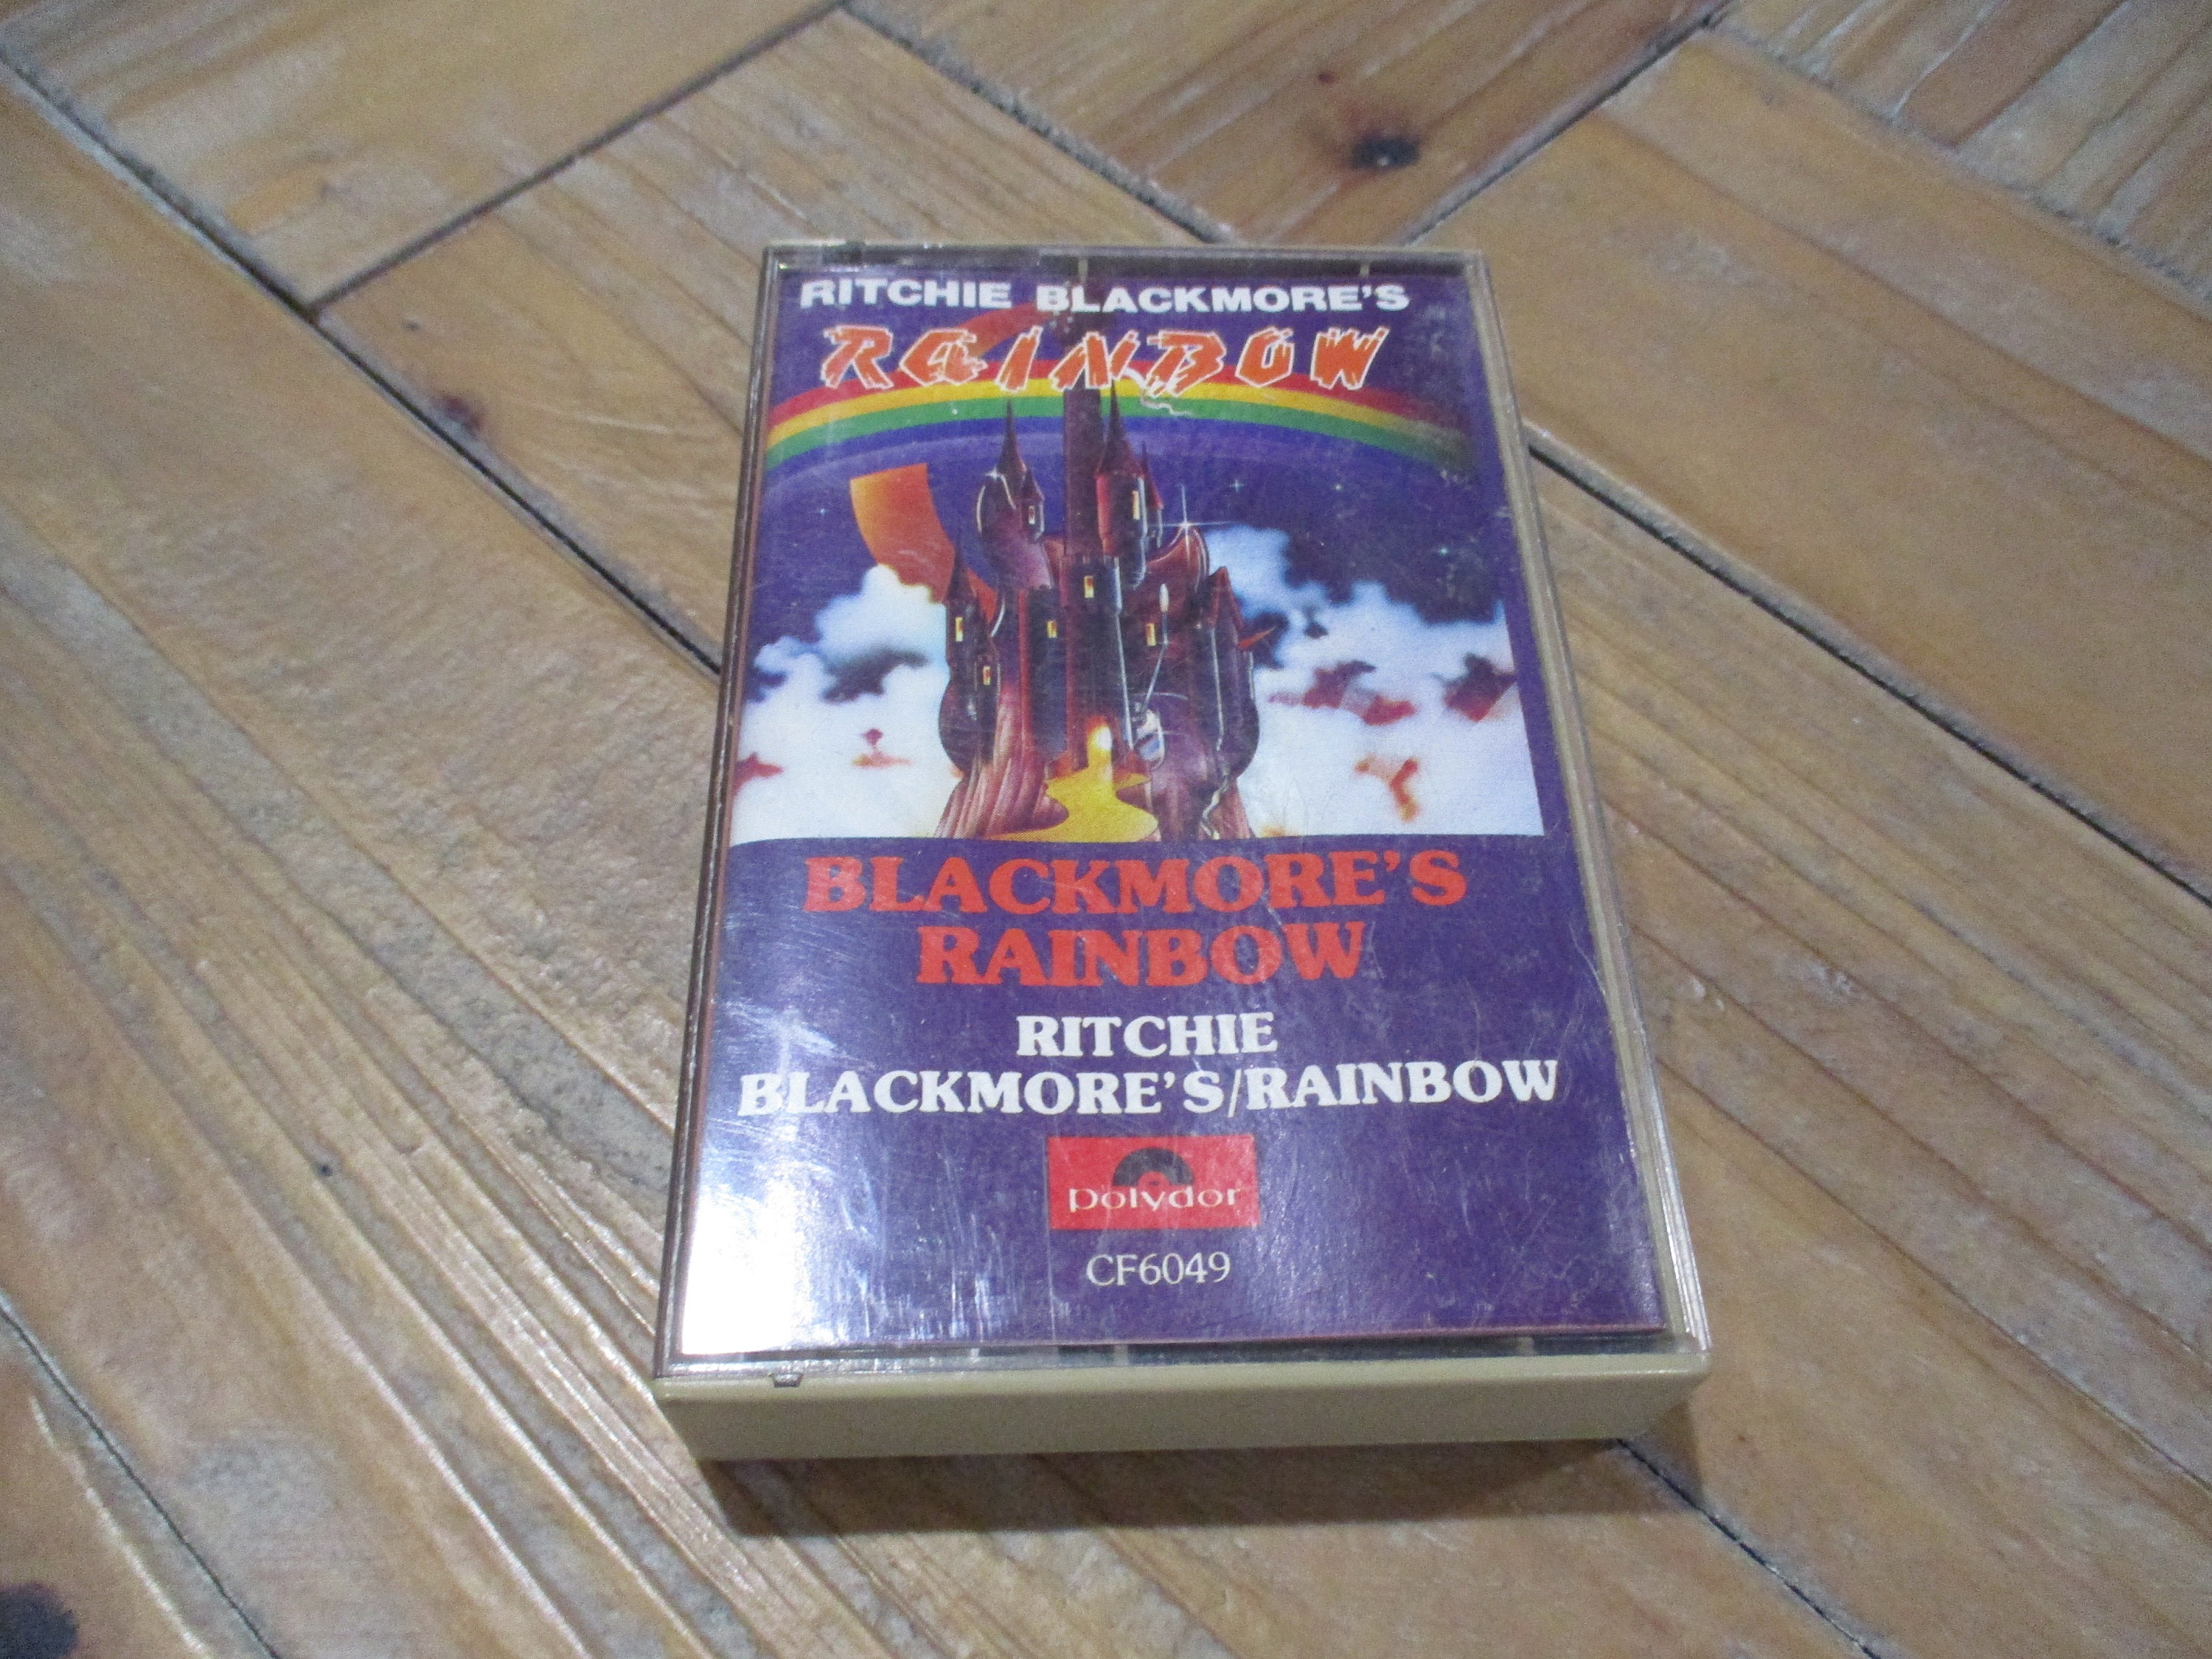 RITCHIE BLACKMORE'S
RAINBOW
BLACKMORE'S
RAINBOW
RITCHIE
BLACKMORE'S/RAINBOW
polydor
CF6049